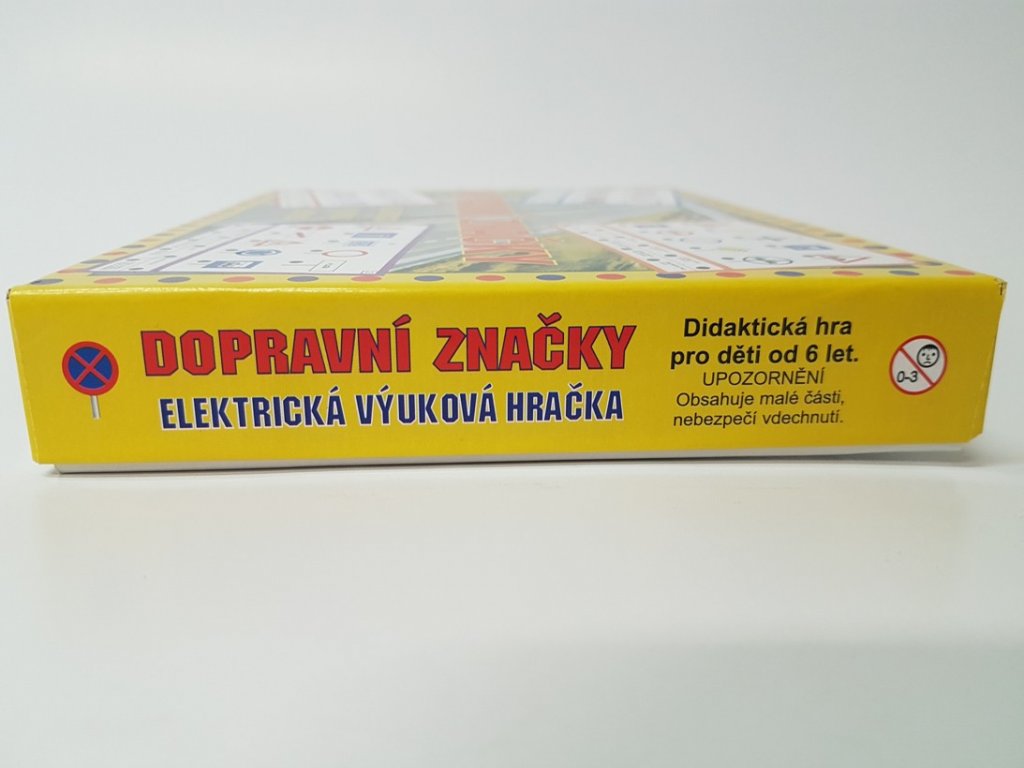 DOPRAVNÍ ZNAČKY
ELEKTRICKÁ VÝUKOVÁ HRAČKA
Didaktická hra
pro děti od 6 let.
UPOZORNĚNÍ
Obsahuje malé části,
nebezpečí vdechnutí.
0-3